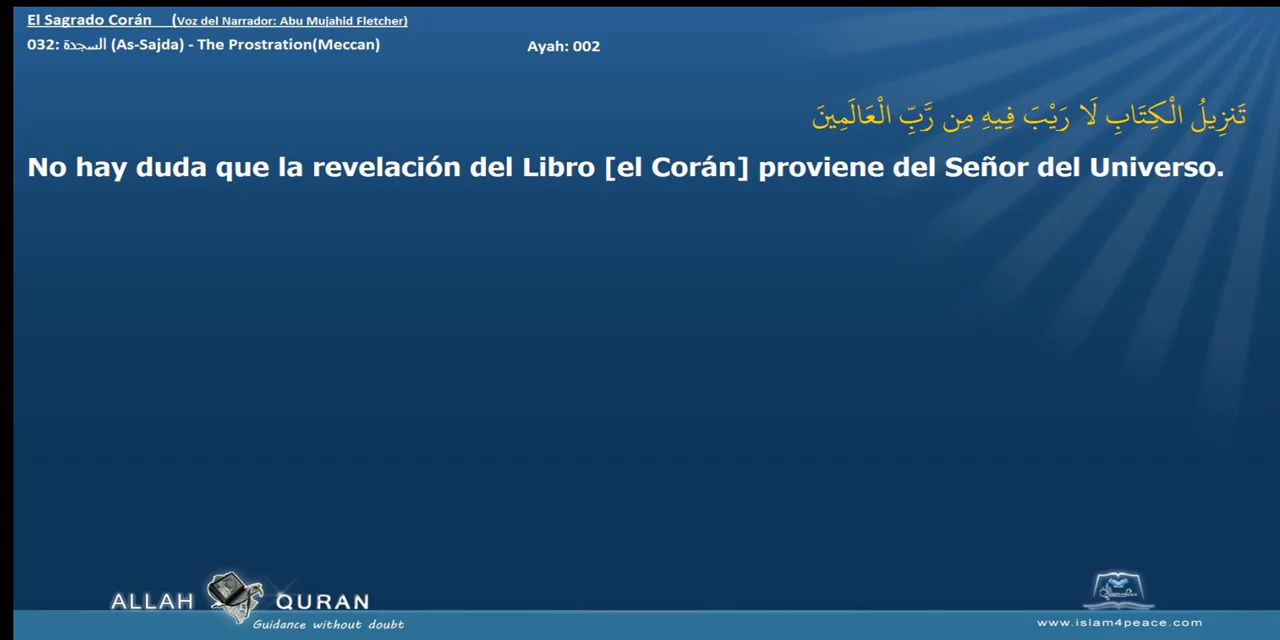 El Sagrado Corán (Voz del Narrador: Abu Mujahid Fletcher)
032: السجدة (As-Sajda) - The Prostration(Meccan) Ayah: 002
تَنزِيلُ الْكِتَابِ لَا رَيْبَ فِيهِ مِن رَّبِّ الْعَالَمِينَ
No hay duda que la revelación del Libro [el Corán] proviene del Señor del Universo.
ALLAH QURAN
Guidance without doubt
www.islam4peace.com